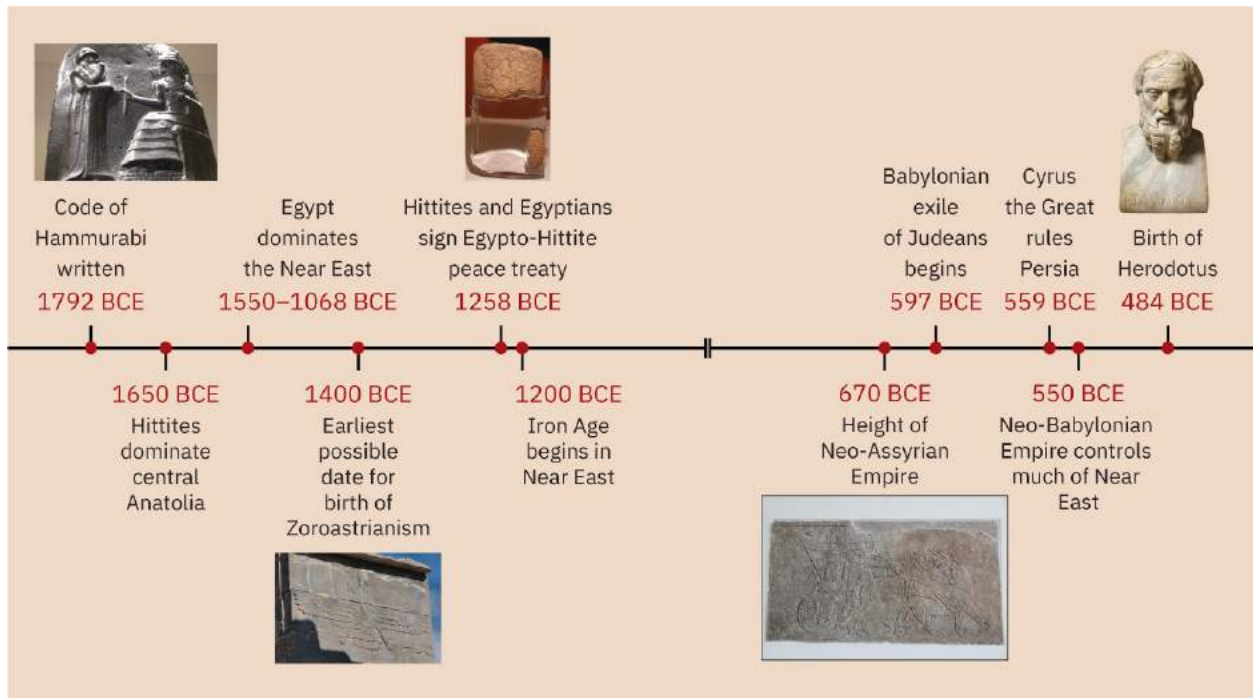 Code of
Hammurabi
written
1792 BCE
Egypt
dominates
the Near East
1550–1068 BCE
Hittites and Egyptians
sign Egypto-Hittite
peace treaty
1258 BCE
Babylonian
exile
of Judeans
begins
597 BCE
Cyrus
the Great
rules
Persia
559 BCE
Birth of
Herodotus
484 BCE
1650 BCE
Hittites
dominate
central
Anatolia
1400 BCE
Earliest
possible
date for
birth of
Zoroastrianism
1200 BCE
Iron Age
begins in
Near East
670 BCE
Height of
Neo-Assyrian
Empire
550 BCE
Neo-Babylonian
Empire controls
much of Near
East